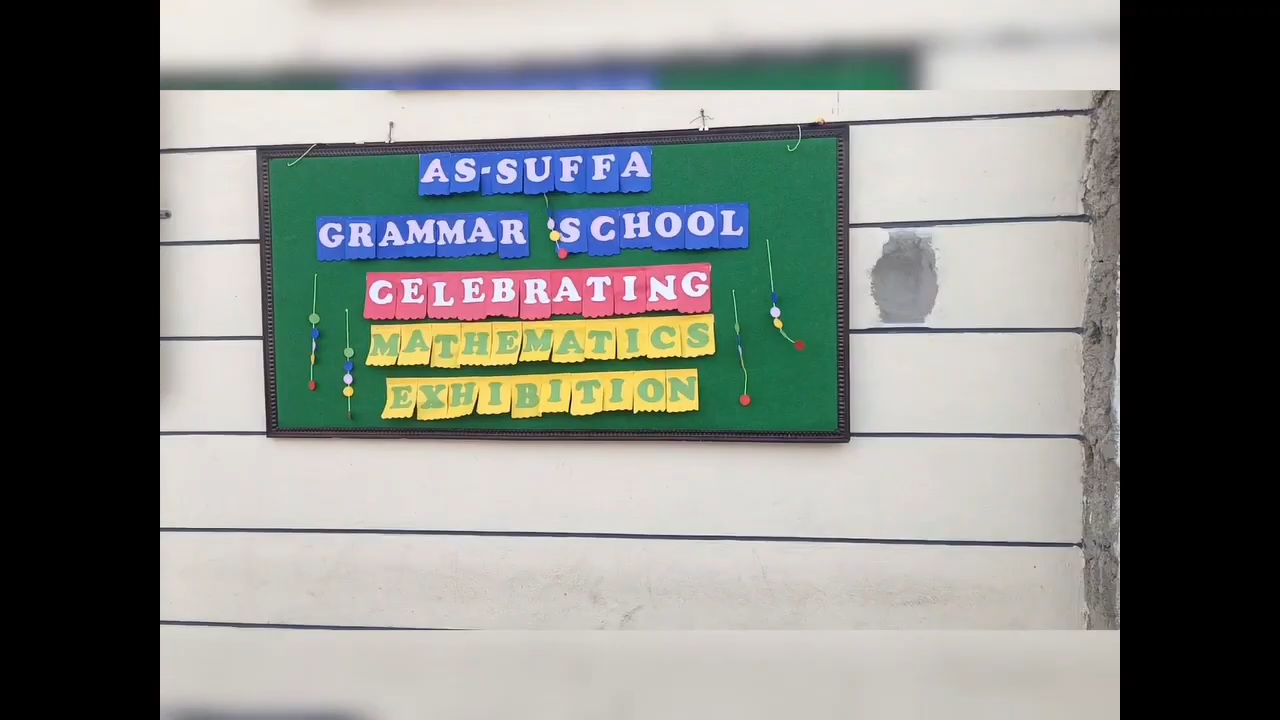 AS-SUFFA
GRAMMAR SCHOOL
CELEBRATING
MATHEMATICS
EXHIBITION